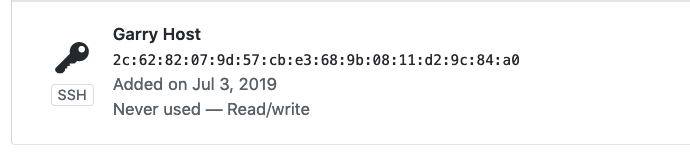 Garry Host
2c:62:82:07:9d:57:cb:e3:68:9b:08:11:d2:9c:84:a0
SSH
Added on Jul 3, 2019
Never used — Read/write